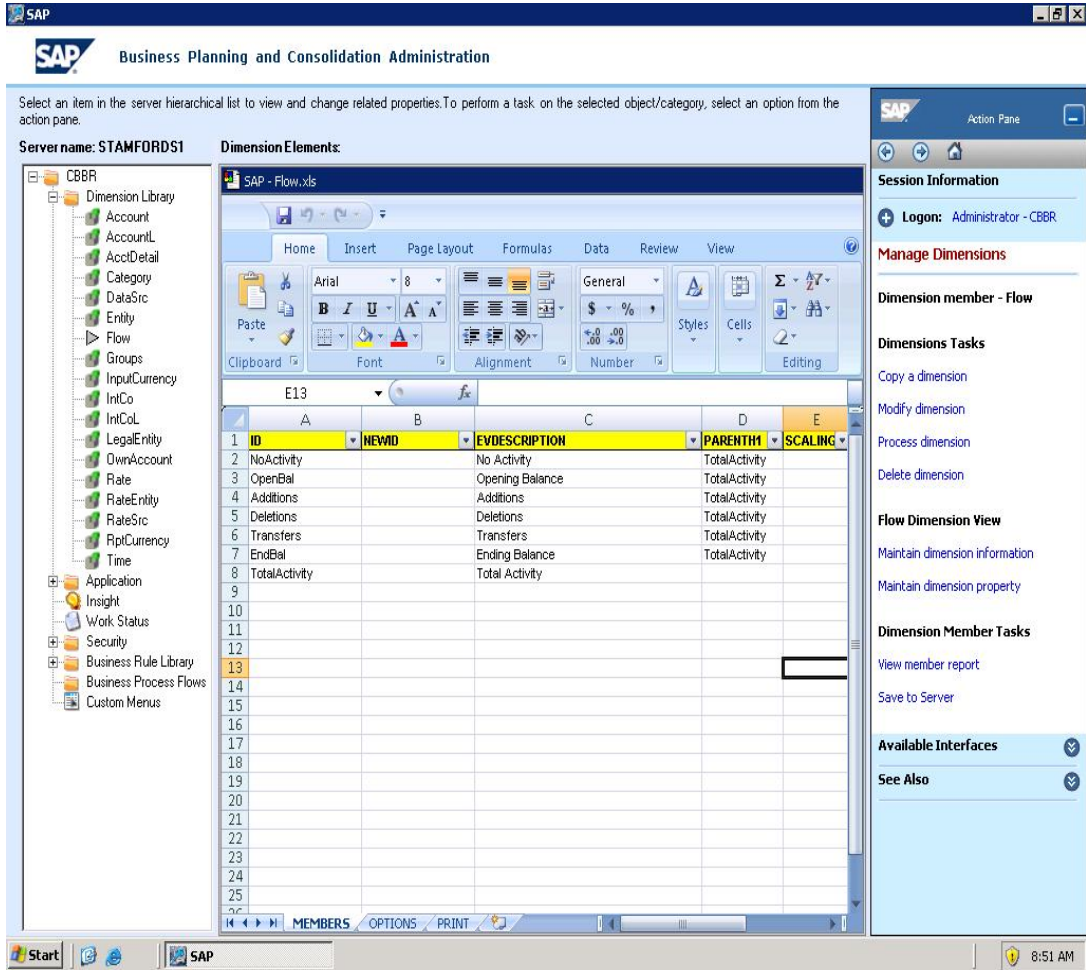 SAP
SAP Business Planning and Consolidation Administration
Select an item in the server hierarchical list to view and change related properties.To perform a task on the selected object/category, select an option from the
action pane.
Server name: STAMFORDS1
CBBR
Dimension Library
Account
AccountL
AcctDetail
Category
DataSrc
Entity
Flow
Groups
InputCurrency
IntCo
IntCoL
LegalEntity
OwnAccount
Rate
RateEntity
RateSrc
RptCurrency
Time
Application
Insight
Work Status
Security
Business Rule Library
Business Process Flows
Custom Menus
Dimension Elements:
SAP - Flow.xls
Home Insert Page Layout Formulas Data Review View
Paste
Clipboard
Arial 8
B I U A A
A
Font
Alignment
General
$ % ,
Number
Styles
Cells
Editing
E13 fx
A B C D E
1 ID NEWID EVDESCRIPTION PARENTH1 SCALING
2 NoActivity No Activity TotalActivity
3 OpenBal Opening Balance TotalActivity
4 Additions Additions TotalActivity
5 Deletions Deletions TotalActivity
6 Transfers Transfers TotalActivity
7 EndBal Ending Balance TotalActivity
8 TotalActivity Total Activity
9
10
11
12
13
14
15
16
17
18
19
20
21
22
23
24
25
MEMBERS OPTIONS PRINT
SAP Action Pane
Session Information
Logon: Administrator - CBBR
Manage Dimensions
Dimension member - Flow
Dimensions Tasks
Copy a dimension
Modify dimension
Process dimension
Delete dimension
Flow Dimension View
Maintain dimension information
Maintain dimension property
Dimension Member Tasks
View member report
Save to Server
Available Interfaces
See Also
Start SAP 8:51 AM